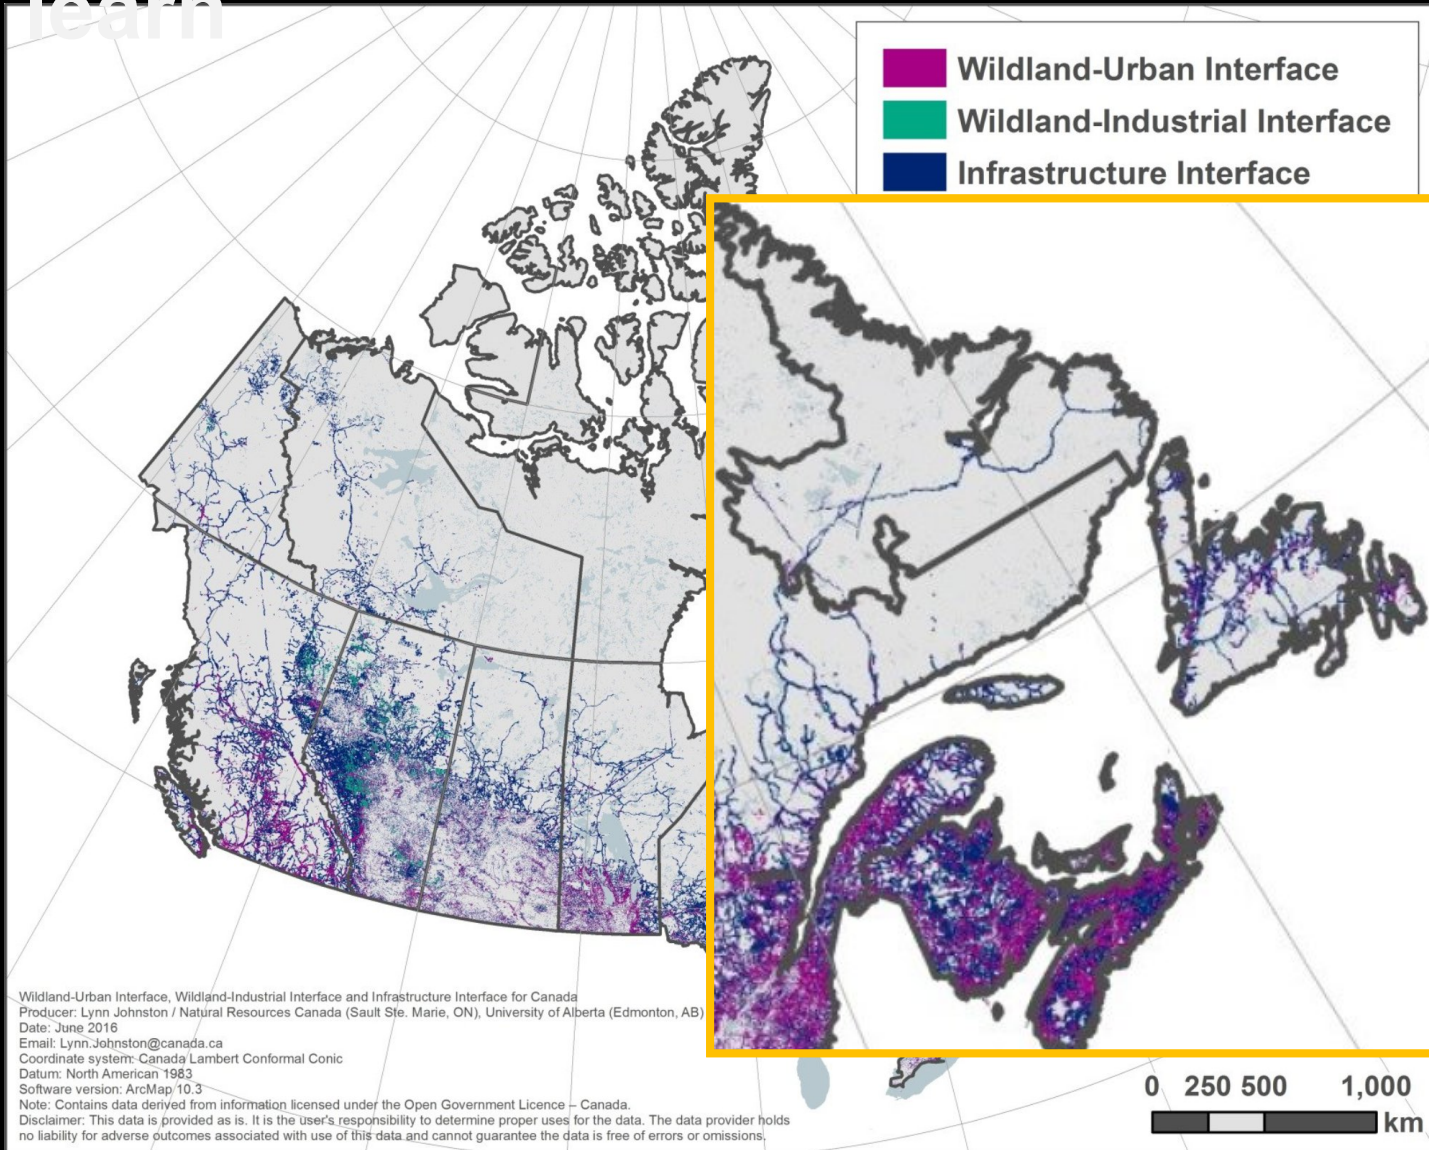 learn
Wildland-Urban Interface
Wildland-Industrial Interface
Infrastructure Interface
Wildland-Urban Interface, Wildland-Industrial Interface and Infrastructure Interface for Canada
Producer: Lynn Johnston / Natural Resources Canada (Sault Ste. Marie, ON), University of Alberta (Edmonton, AB)
Date: June 2016
Email: Lynn.Johnston@canada.ca
Coordinate system: Canada Lambert Conformal Conic
Datum: North American 1983
Software version: ArcMap 10.3
Note: Contains data derived from information licensed under the Open Government Licence – Canada.
Disclaimer: This data is provided as is. It is the user's responsibility to determine proper uses for the data. The data provider holds
no liability for adverse outcomes associated with use of this data and cannot guarantee the data is free of errors or omissions.
0 250 500 1,000
km